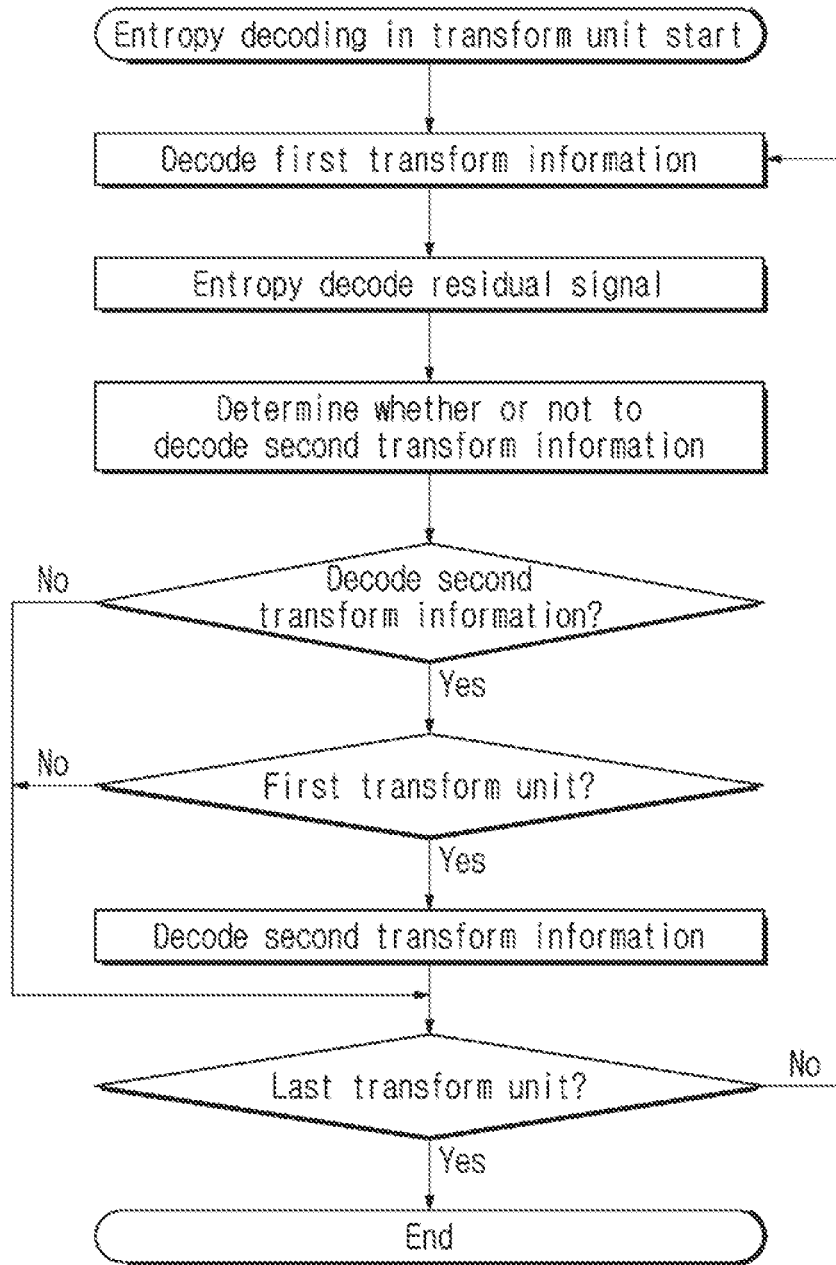 Entropy decoding in transform unit start
Decode first transform information
Entropy decode residual signal
Determine whether or not to
decode second transform information
No
Decode second
transform information?
Yes
No
First transform unit?
Yes
Decode second transform information
Last transform unit?
No
Yes
End